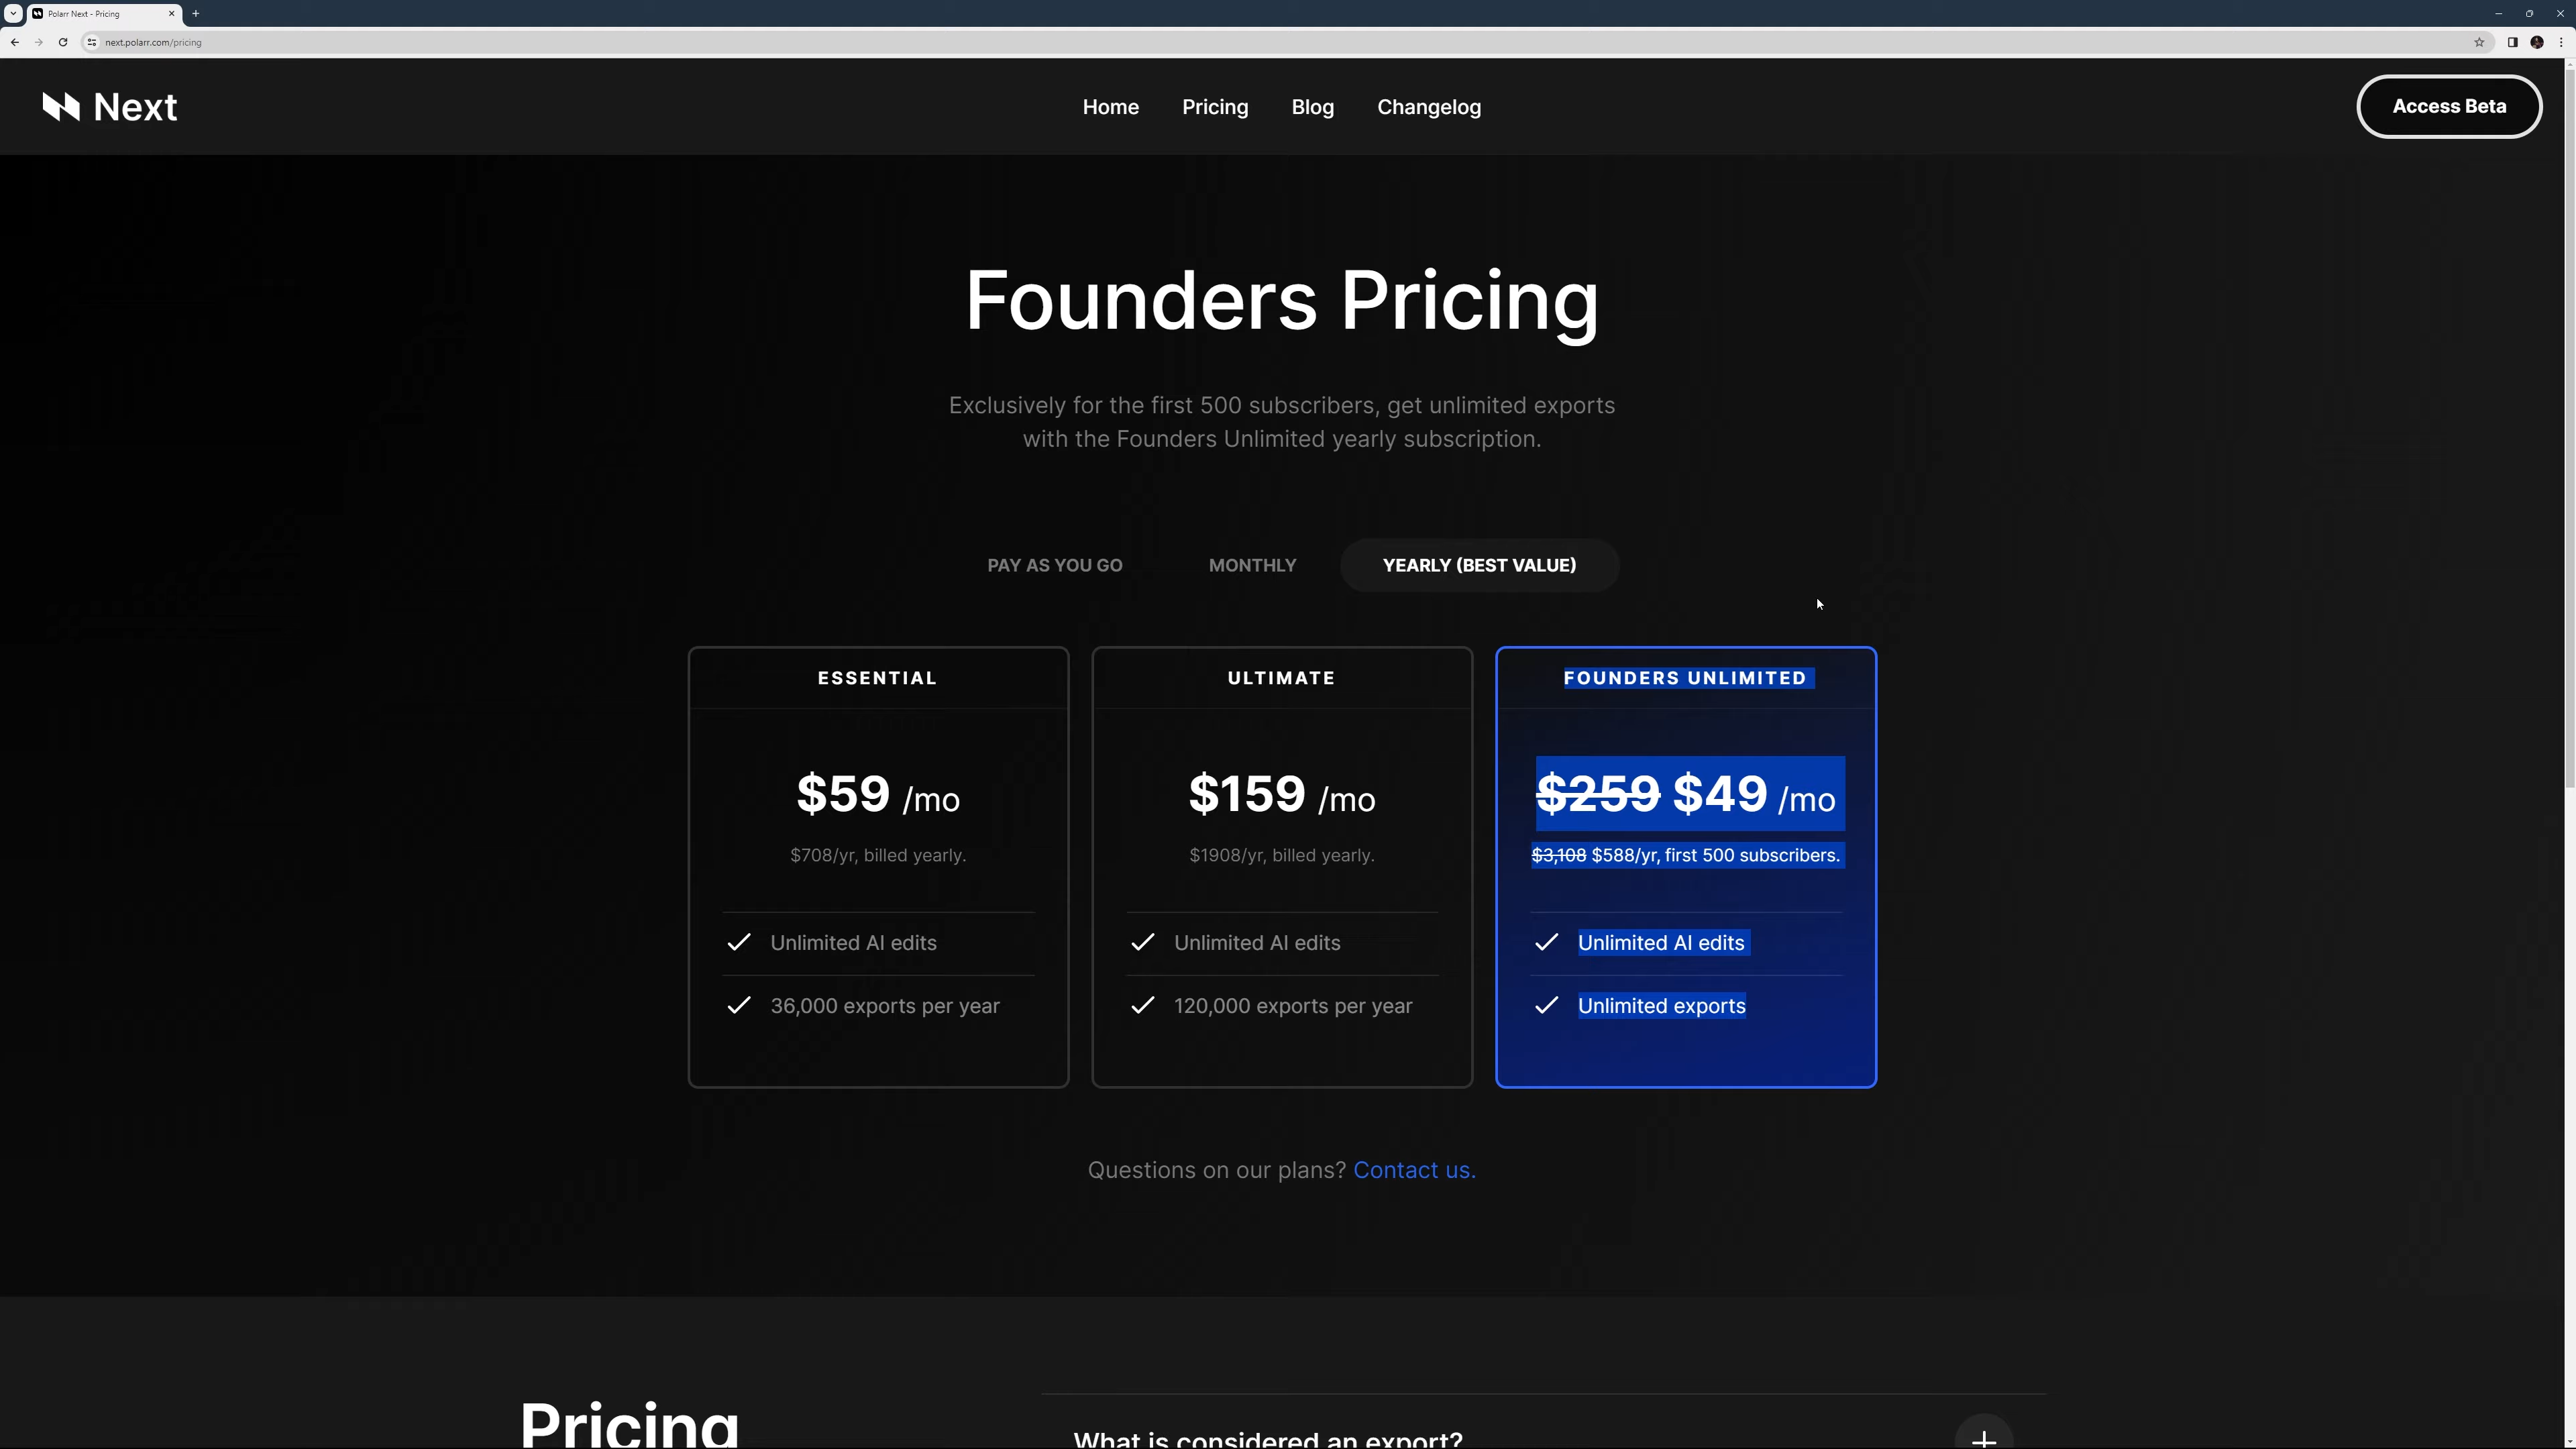 Polarr Next - Pricing
next.polarr.com/pricing
Next
Home
Pricing
Blog
Changelog
Access Beta
Founders Pricing
Exclusively for the first 500 subscribers, get unlimited exports
with the Founders Unlimited yearly subscription.
PAY AS YOU GO
MONTHLY
YEARLY (BEST VALUE)
ESSENTIAL
$59 /mo
$708/yr, billed yearly.
Unlimited AI edits
36,000 exports per year
ULTIMATE
$159 /mo
$1908/yr, billed yearly.
Unlimited AI edits
120,000 exports per year
FOUNDERS UNLIMITED
$259 $49 /mo
$3,108 $588/yr, first 500 subscribers.
Unlimited AI edits
Unlimited exports
Questions on our plans? Contact us.
Pricing
What is considered an export?